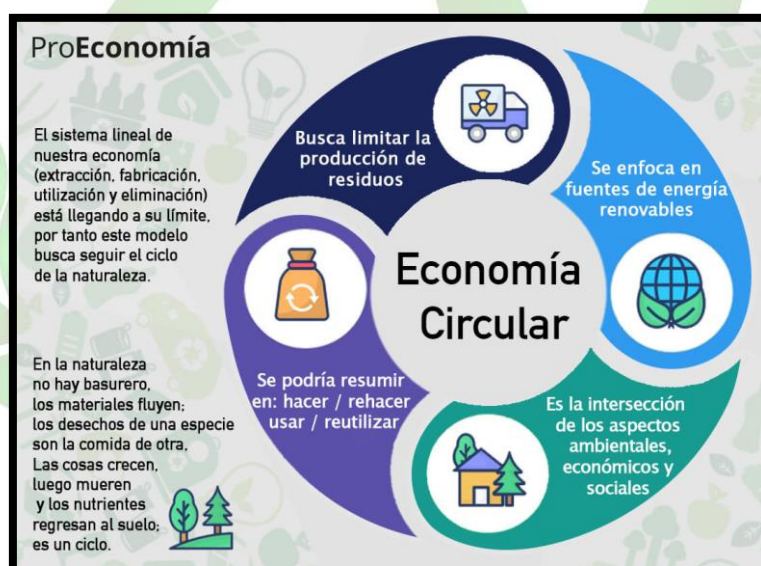 ProEconomía
El sistema lineal de
nuestra economía
(extracción, fabricación,
utilización y eliminación)
está llegando a su límite,
por tanto este modelo
busca seguir el ciclo
de la naturaleza.
En la naturaleza
no hay basurero,
los materiales fluyen;
los desechos de una especie
son la comida de otra,
Las cosas crecen,
luego mueren
y los nutrientes
regresan al suelo;
es un ciclo.
Busca limitar la
producción de
residuos
Se enfoca en
fuentes de energía
renovables
Economía
Circular
Se podría resumir
en: hacer / rehacer
usar / reutilizar
Es la intersección
de los aspectos
ambientales,
económicos y
sociales